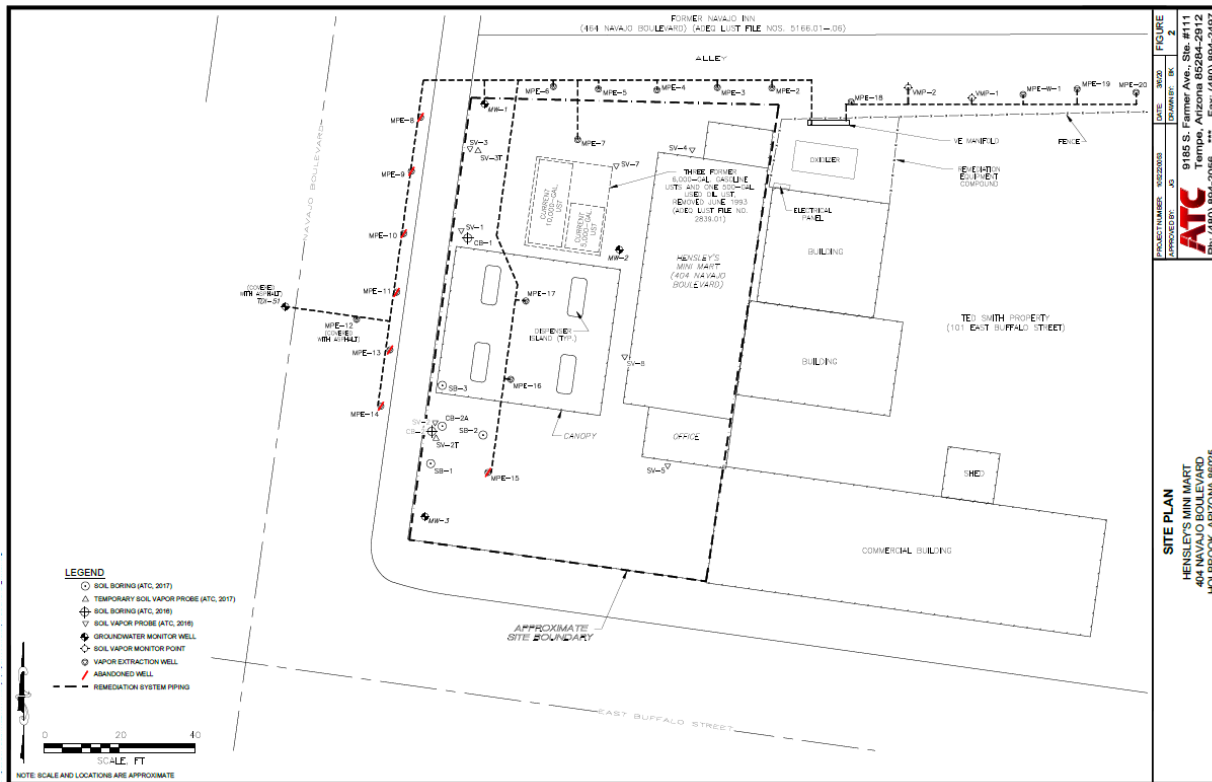 FORMER NAVAJO INN
(464 NAVAJO BOULEVARD) (ADEQ LUST FILE NOS. 5166.01-.06)
ALLEY
MPE-6
MPE-5
MPE-4
MPE-3
MPE-2
MPE-18
VMP-2
VMP-1
MPE-W-1
MPE-19
MPE-20
MW-1
MPE-8
MPE-7
VE MANIFOLD
FENCE
SV-3
SV-3T
SV-4
SV-7
OXIDIZER
REMEDIATION
EQUIPMENT
COMPOUND
MPE-9
THREE FORMER
6,000-GAL. GASOLINE
USTS AND ONE 500-GAL.
USED OIL UST,
REMOVED JUNE 1993
(ADEQ LUST FILE NO.
2839.01)
ELECTRICAL
PANEL
CURRENT
10,000-GAL
UST
CURRENT
5,000-GAL
UST
NAVAJO BOULEVARD
MPE-10
SV-1
CB-1
MW-2
BUILDING
HENSLEY'S
MINI MART
(404 NAVAJO
BOULEVARD)
MPE-11
(COVERED
WITH ASPHALT)
MPE-12
(COVERED
WITH ASPHALT)
MPE-17
DISPENSER
ISLAND (TYP.)
TED SMITH PROPERTY
(101 EAST BUFFALO STREET)
MPE-13
SV-6
BUILDING
MPE-16
SB-3
MPE-14
SV-2
CB-2
CB-2A
SB-2
SV-2T
CANOPY
OFFICE
SB-1
MPE-15
SV-5
SHED
MW-3
COMMERCIAL BUILDING
APPROXIMATE
SITE BOUNDARY
EAST BUFFALO STREET
LEGEND
SOIL BORING (ATC, 2017)
TEMPORARY SOIL VAPOR PROBE (ATC, 2017)
SOIL BORING (ATC, 2016)
SOIL VAPOR PROBE (ATC, 2016)
GROUNDWATER MONITOR WELL
SOIL VAPOR MONITOR POINT
VAPOR EXTRACTION WELL
ABANDONED WELL
REMEDIATION SYSTEM PIPING
0 20 40
SCALE, FT
NOTE: SCALE AND LOCATIONS ARE APPROXIMATE
PROJECT NUMBER:
DATE: 3/6/20
FIGURE
APPROVED BY: JG
DRAWN BY: BK
2
ATC
9185 S. Farmer Ave., Ste. #111
Tempe, Arizona 85284-2912
SITE PLAN
HENSLEY'S MINI MART
404 NAVAJO BOULEVARD